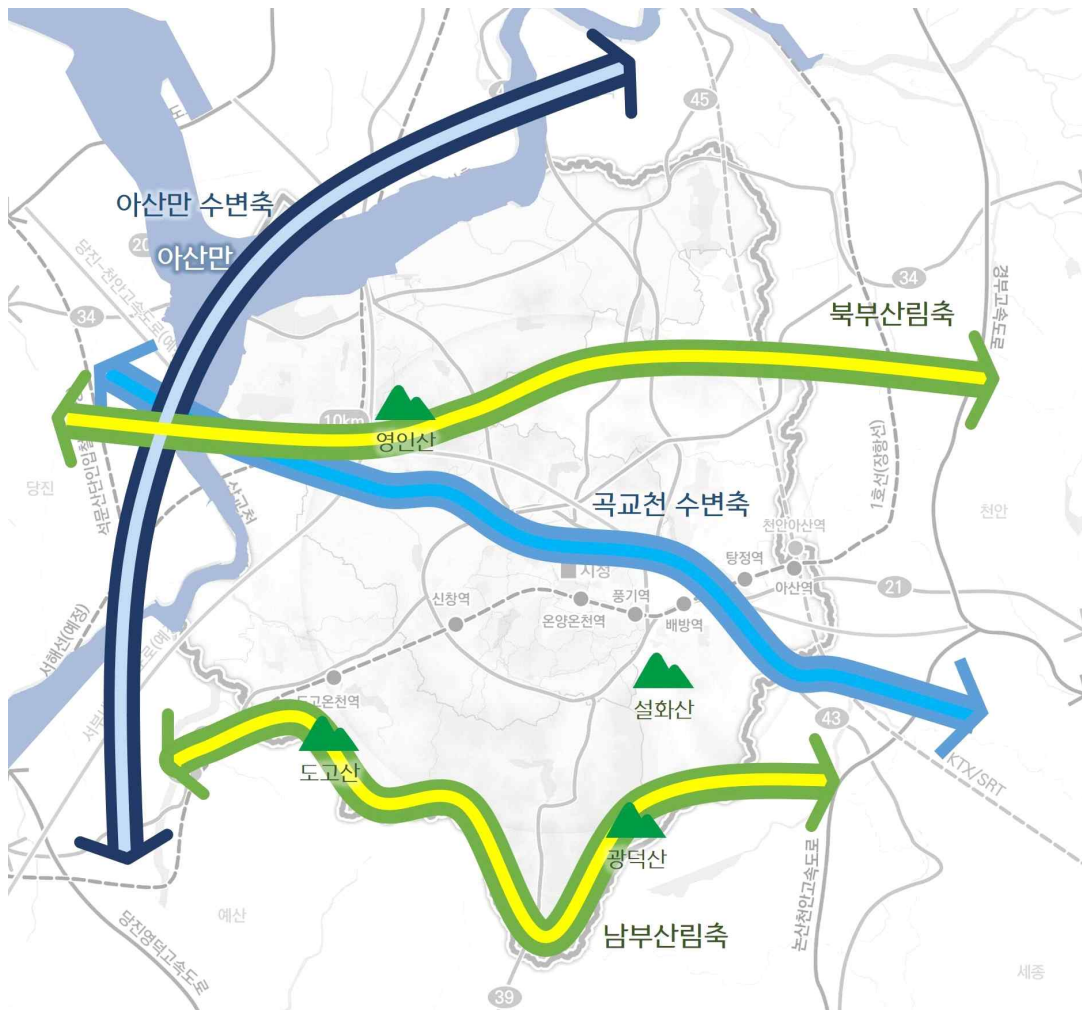 45
아산만 수변축
20
아산만
당진-천안고속도로(예
34
34
경부고속도로
북부산림축
10km
영인산
당진
삽교천
1호선(장항선)
곡교천 수변축
천안
천안아산역
탕정역
시청
아산역
21
신창역
풍기역
온양온천역
배방역
서해선(예정)
도고온천역
설화산
43
도고산
KTX/SRT
광덕산
예산
남부산림축
논산천안고속도로
당진영덕고속도로
세종
39